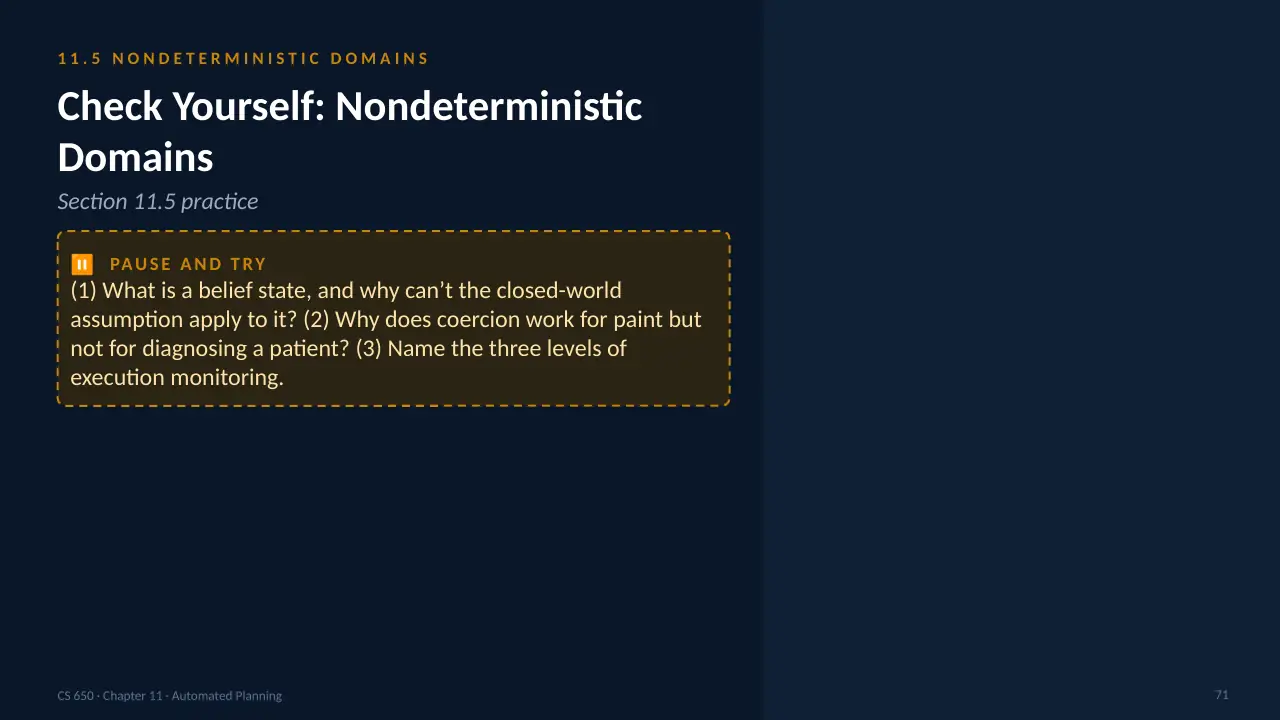 11.5 NONDETERMINISTIC DOMAINS
Check Yourself: Nondeterministic
Domains
Section 11.5 practice
⏸️ PAUSE AND TRY
(1) What is a belief state, and why can’t the closed-world
assumption apply to it? (2) Why does coercion work for paint but
not for diagnosing a patient? (3) Name the three levels of
execution monitoring.
CS 650 · Chapter 11 · Automated Planning
71